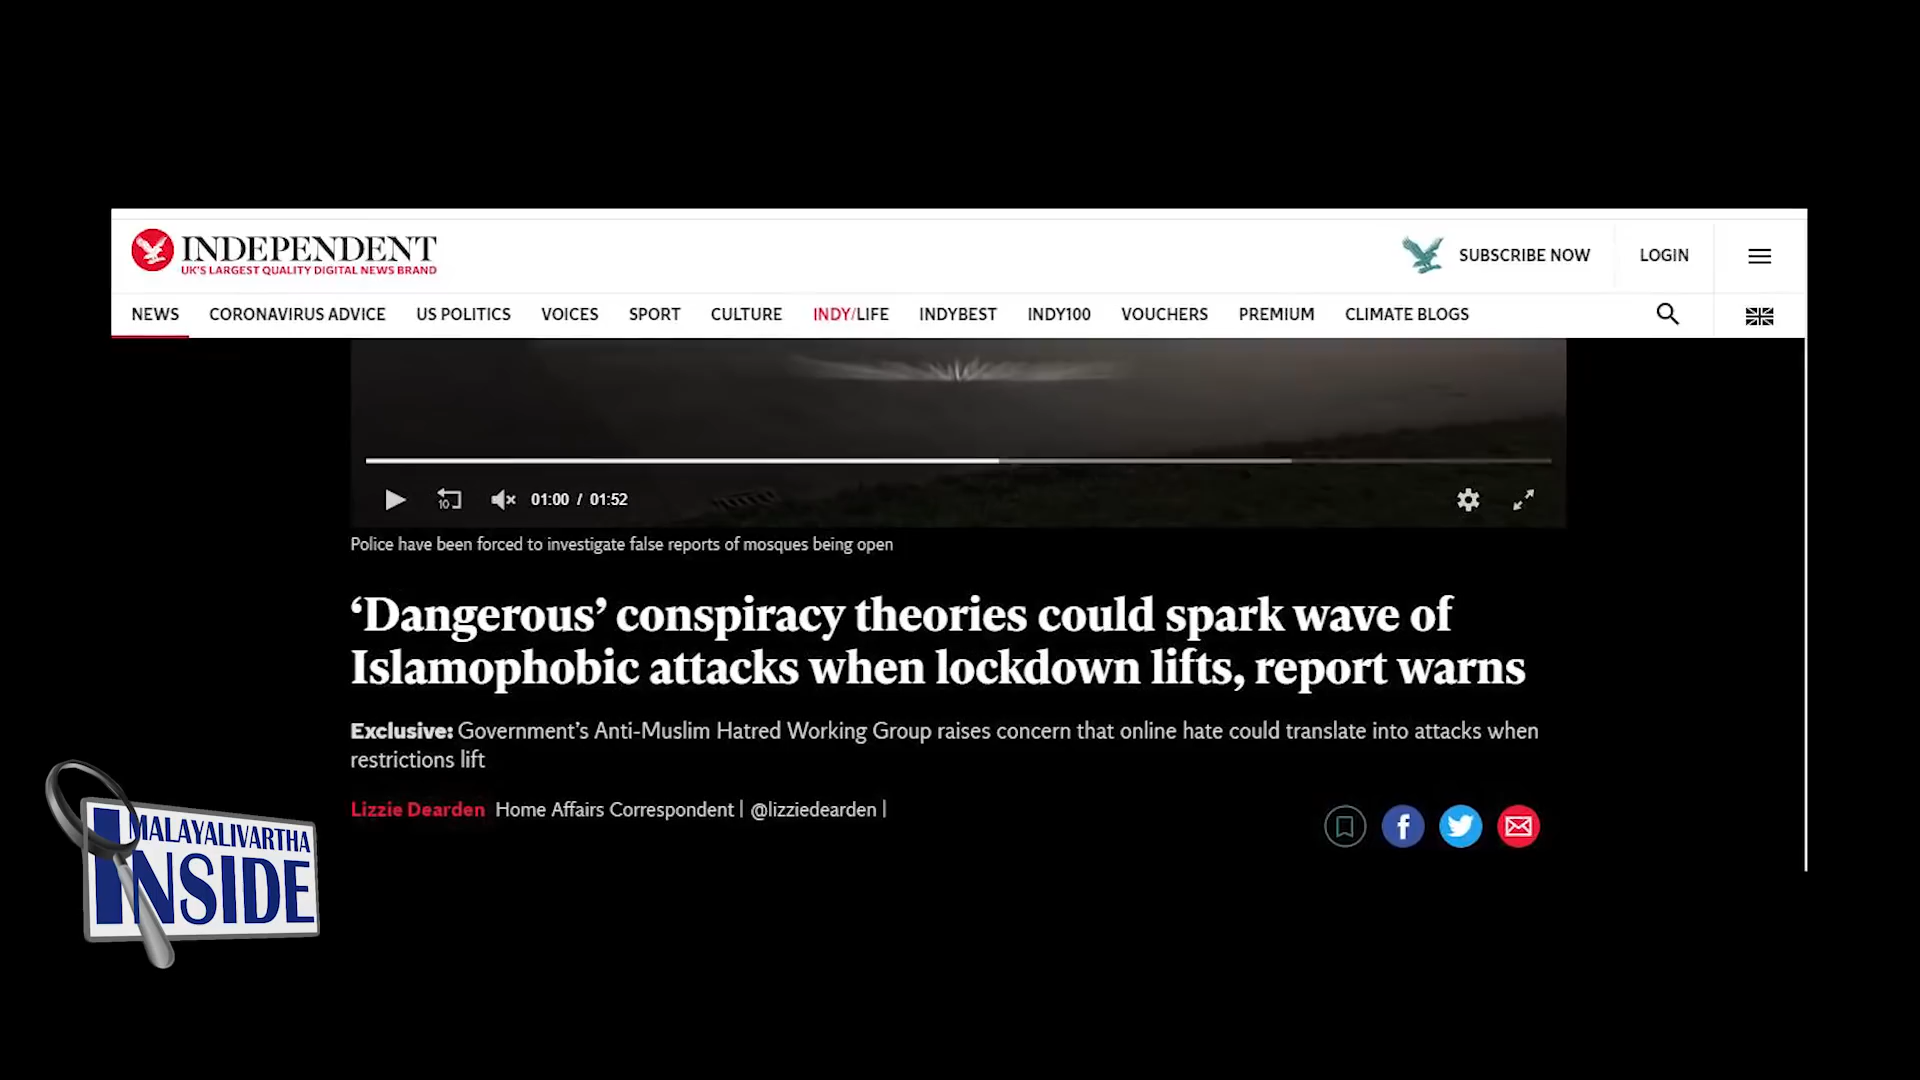 INDEPENDENT
UK'S LARGEST QUALITY DIGITAL NEWS BRAND
SUBSCRIBE NOW
LOGIN
NEWS CORONAVIRUS ADVICE US POLITICS VOICES SPORT CULTURE INDY/LIFE INDYBEST INDY100 VOUCHERS PREMIUM CLIMATE BLOGS
10 01:00 / 01:52
Police have been forced to investigate false reports of mosques being open
‘Dangerous’ conspiracy theories could spark wave of
Islamophobic attacks when lockdown lifts, report warns
Exclusive: Government’s Anti-Muslim Hatred Working Group raises concern that online hate could translate into attacks when
restrictions lift
Lizzie Dearden Home Affairs Correspondent | @lizziedearden |
MALAYALIVARTHA
INSIDE